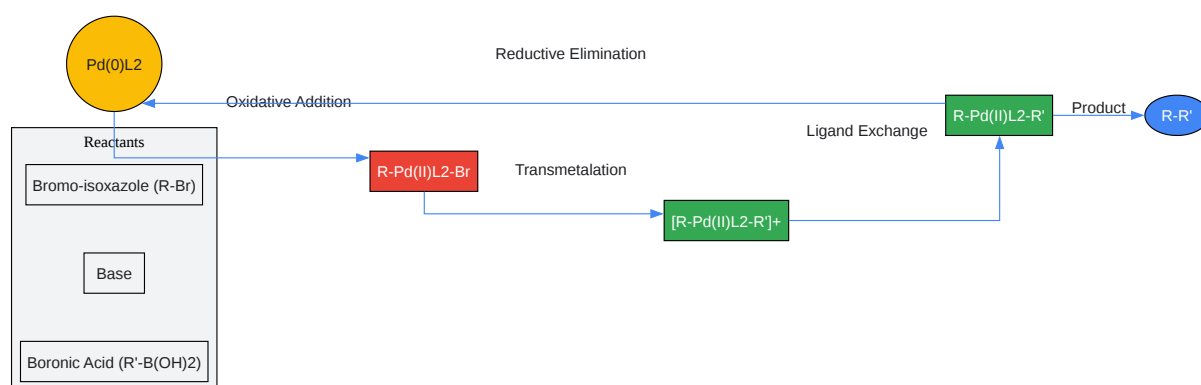 Pd(0)L2
Reductive Elimination
Oxidative Addition
R-Pd(II)L2-R'
Product
R-R'
Ligand Exchange
Reactants
R-Pd(II)L2-Br
Transmetalation
Bromo-isoxazole (R-Br)
[R-Pd(II)L2-R']+
Base
Boronic Acid (R'-B(OH)2)